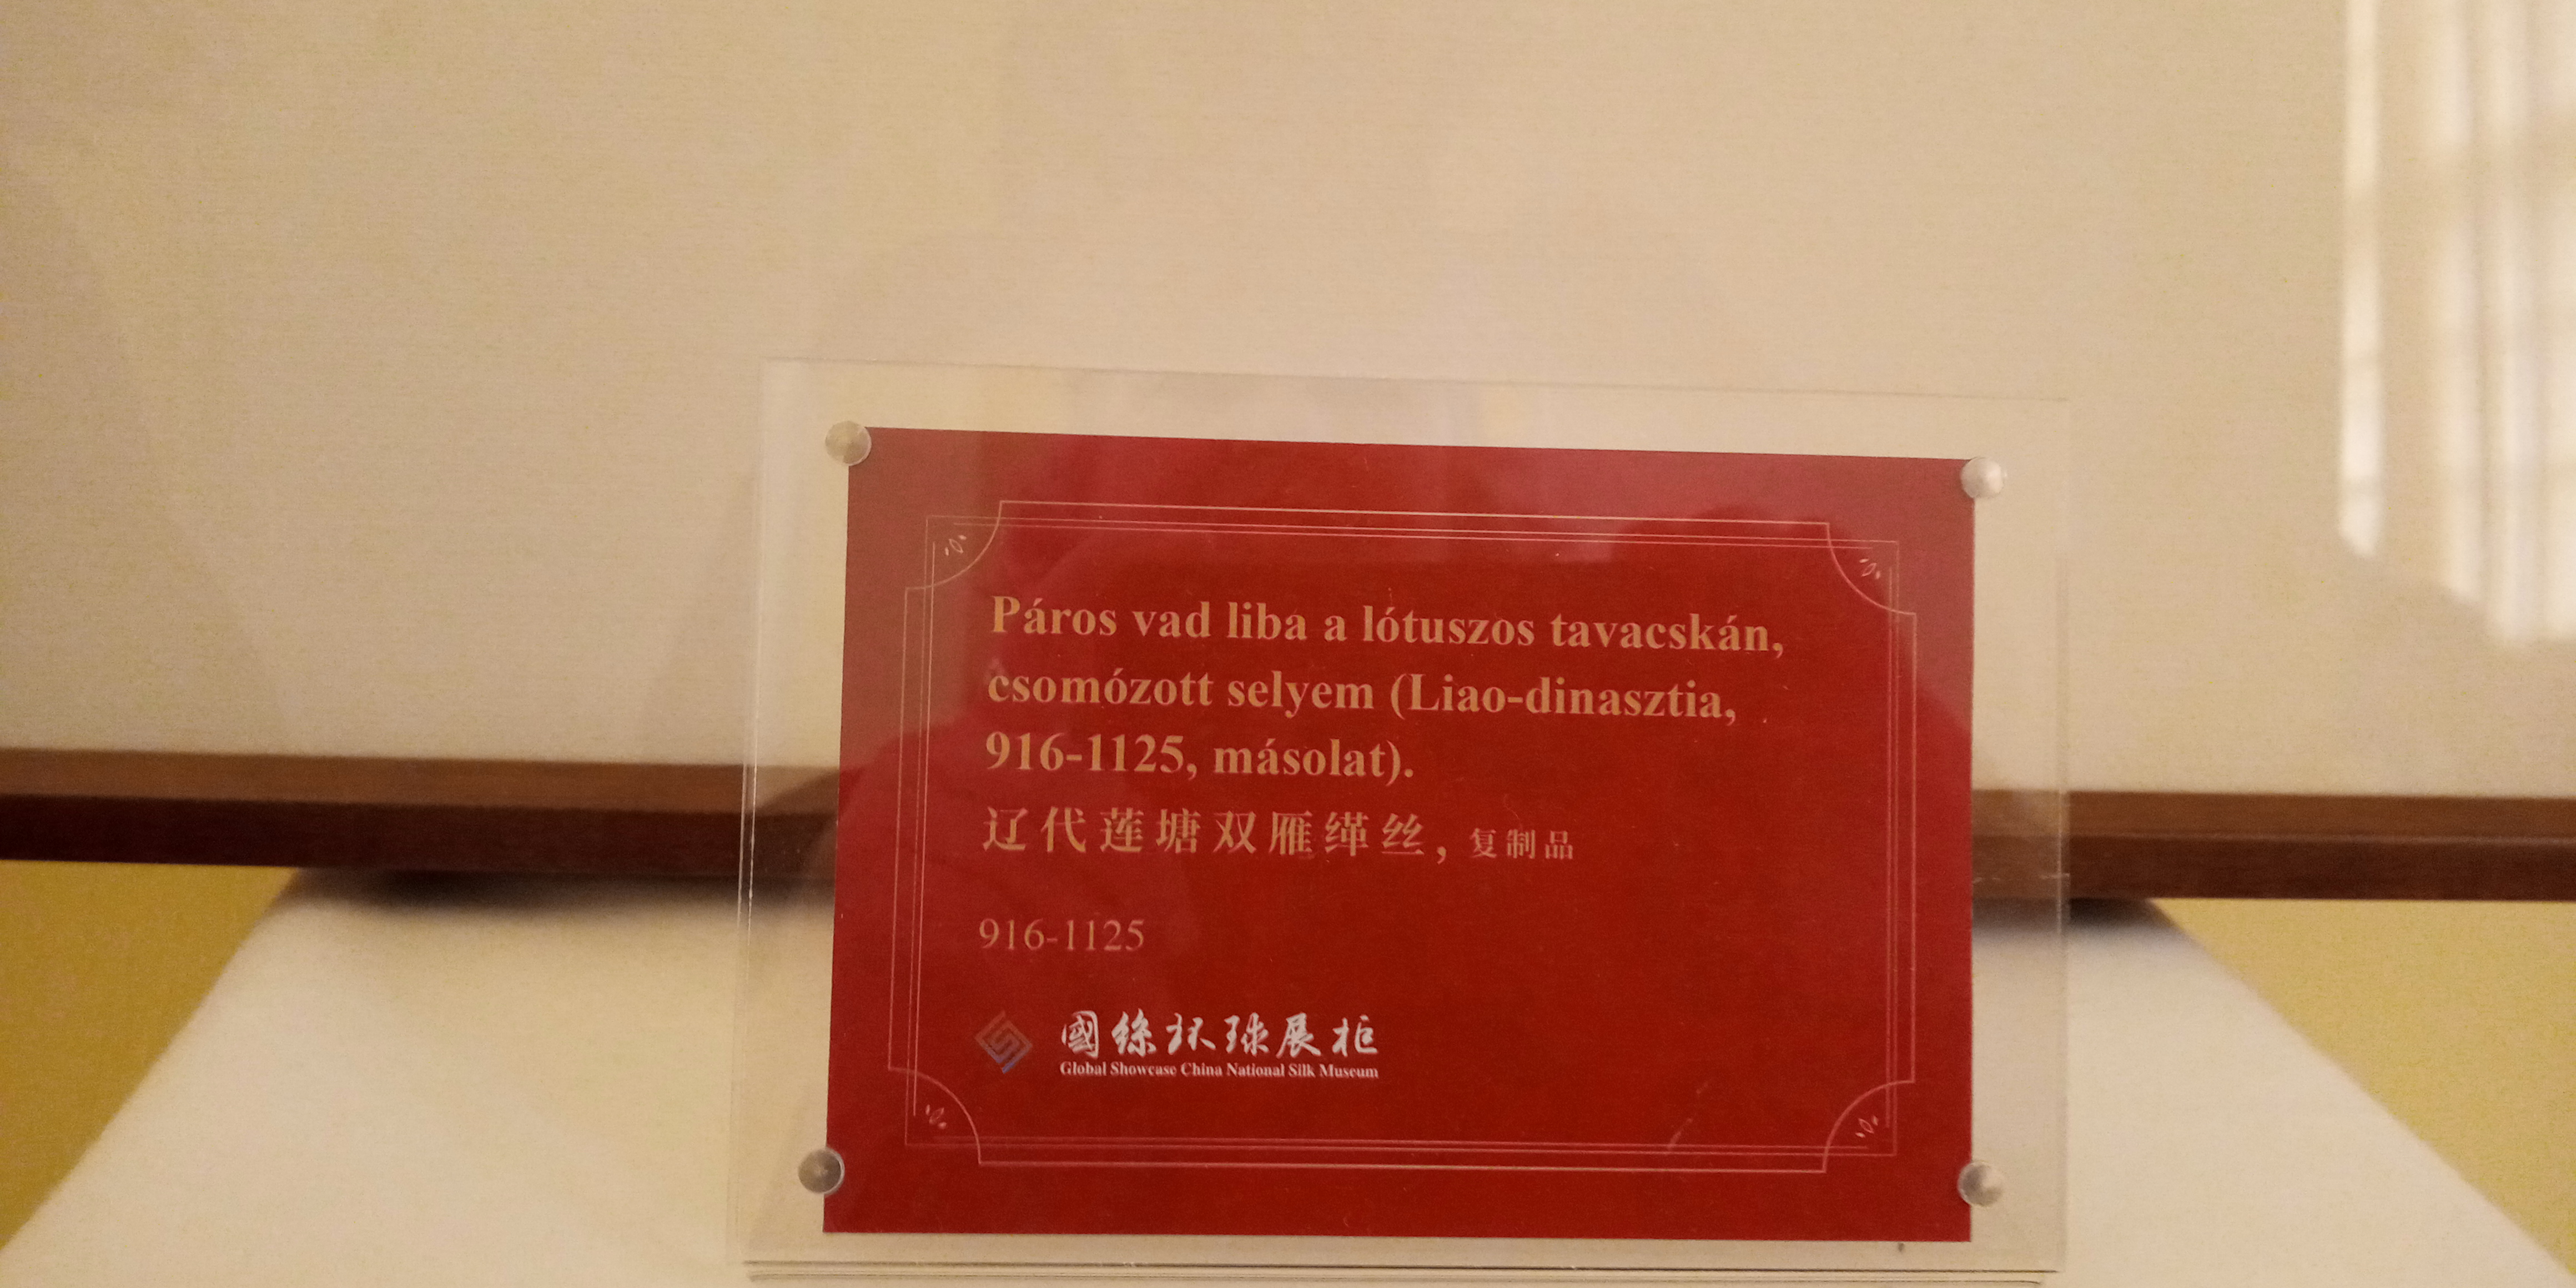 Páros vad liba a lótuszos tavacskán,
csomózott selyem (Liao-dinasztia,
916-1125, másolat).
辽代莲塘双雁缂丝，复制品
916-1125
國絲环球展柜
Global Showcase China National Silk Museum